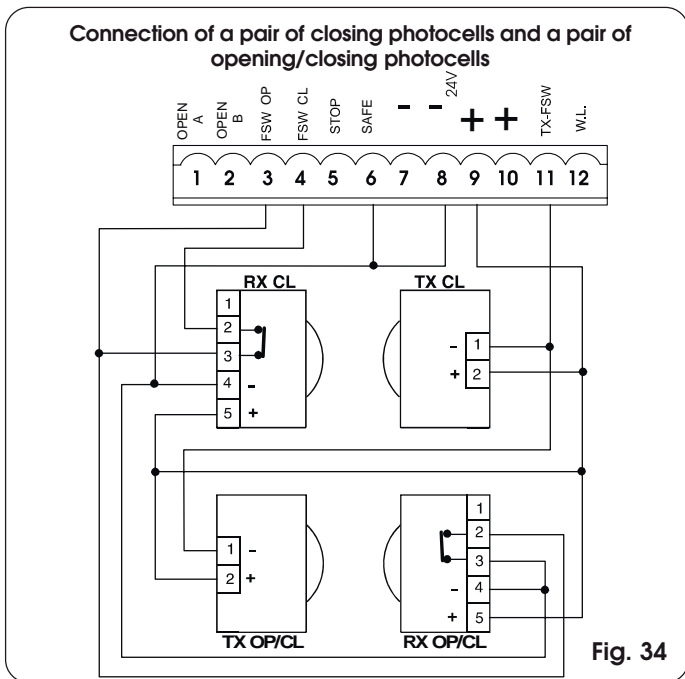 Connection of a pair of closing photocells and a pair of
opening/closing photocells
OPEN A
OPEN B
FSW OP
FSW CL
STOP
SAFE
-
-
24V
+
+
TX-FSW
W.L.
1 2 3 4 5 6 7 8 9 10 11 12
RX CL
1
2
3
4 -
5 +
TX CL
- 1
+ 2
1 -
2 +
TX OP/CL
1
2
3
- 4
+ 5
RX OP/CL
Fig. 34